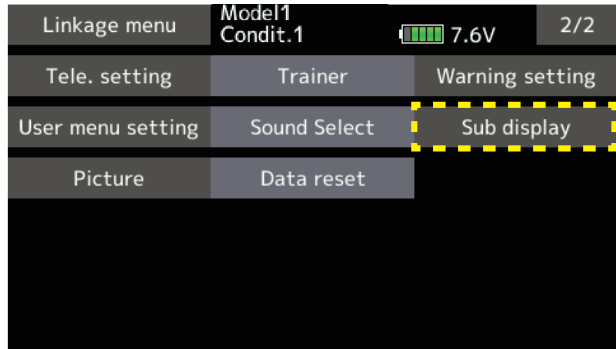 Linkage menu
Model1
Condit.1
7.6V
2/2
Tele. setting
Trainer
Warning setting
User menu setting
Sound Select
Sub display
Picture
Data reset